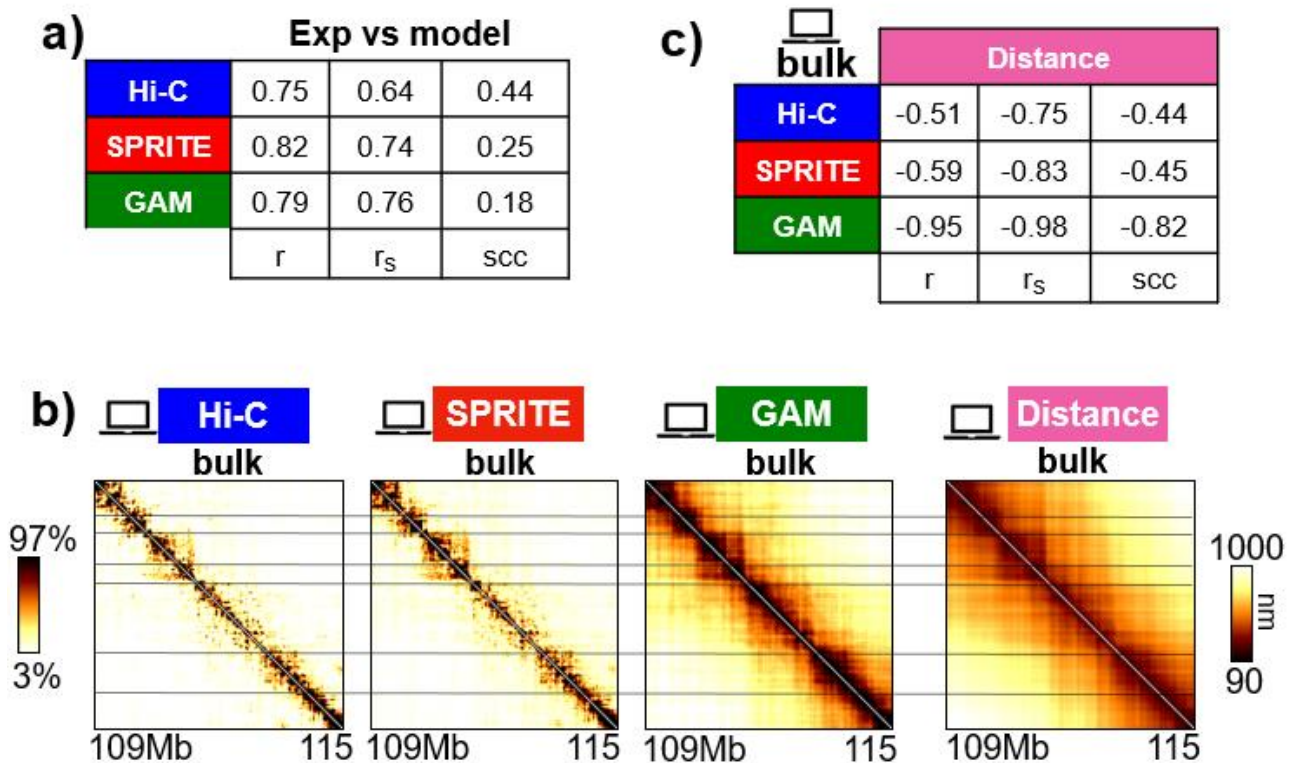 a)
Exp vs model
Hi-C 0.75 0.64 0.44
SPRITE 0.82 0.74 0.25
GAM 0.79 0.76 0.18
r rS scc
c)
bulk Distance
Hi-C -0.51 -0.75 -0.44
SPRITE -0.59 -0.83 -0.45
GAM -0.95 -0.98 -0.82
r rS scc
b)
Hi-C SPRITE GAM Distance
bulk bulk bulk bulk
97%
3%
1000
nm
90
109Mb 115 109Mb 115 109Mb 115 109Mb 115